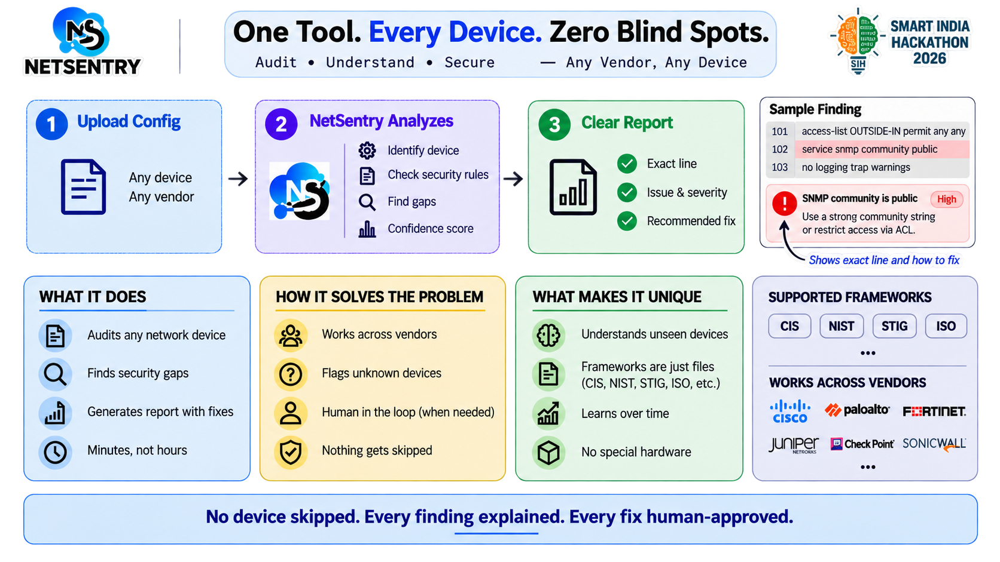 NS
NETSENTRY
One Tool. Every Device. Zero Blind Spots.
Audit • Understand • Secure — Any Vendor, Any Device
SIH
SMART INDIA
HACKATHON
2026
1 Upload Config
Any device
Any vendor
2 NetSentry Analyzes
NS
Identify device
Check security rules
Find gaps
Confidence score
3 Clear Report
Exact line
Issue & severity
Recommended fix
Sample Finding
101 access-list OUTSIDE-IN permit any any
102 service snmp community public
103 no logging trap warnings
SNMP community is public High
Use a strong community string
or restrict access via ACL.
Shows exact line and how to fix
WHAT IT DOES
Audits any network device
Finds security gaps
Generates report with fixes
Minutes, not hours
HOW IT SOLVES THE PROBLEM
Works across vendors
Flags unknown devices
Human in the loop (when needed)
Nothing gets skipped
WHAT MAKES IT UNIQUE
Understands unseen devices
Frameworks are just files
(CIS, NIST, STIG, ISO, etc.)
Learns over time
No special hardware
SUPPORTED FRAMEWORKS
CIS NIST STIG ISO
•••
WORKS ACROSS VENDORS
CISCO paloalto FORTINET
JUNIPER NETWORKS Check Point SONICWALL
•••
No device skipped. Every finding explained. Every fix human-approved.